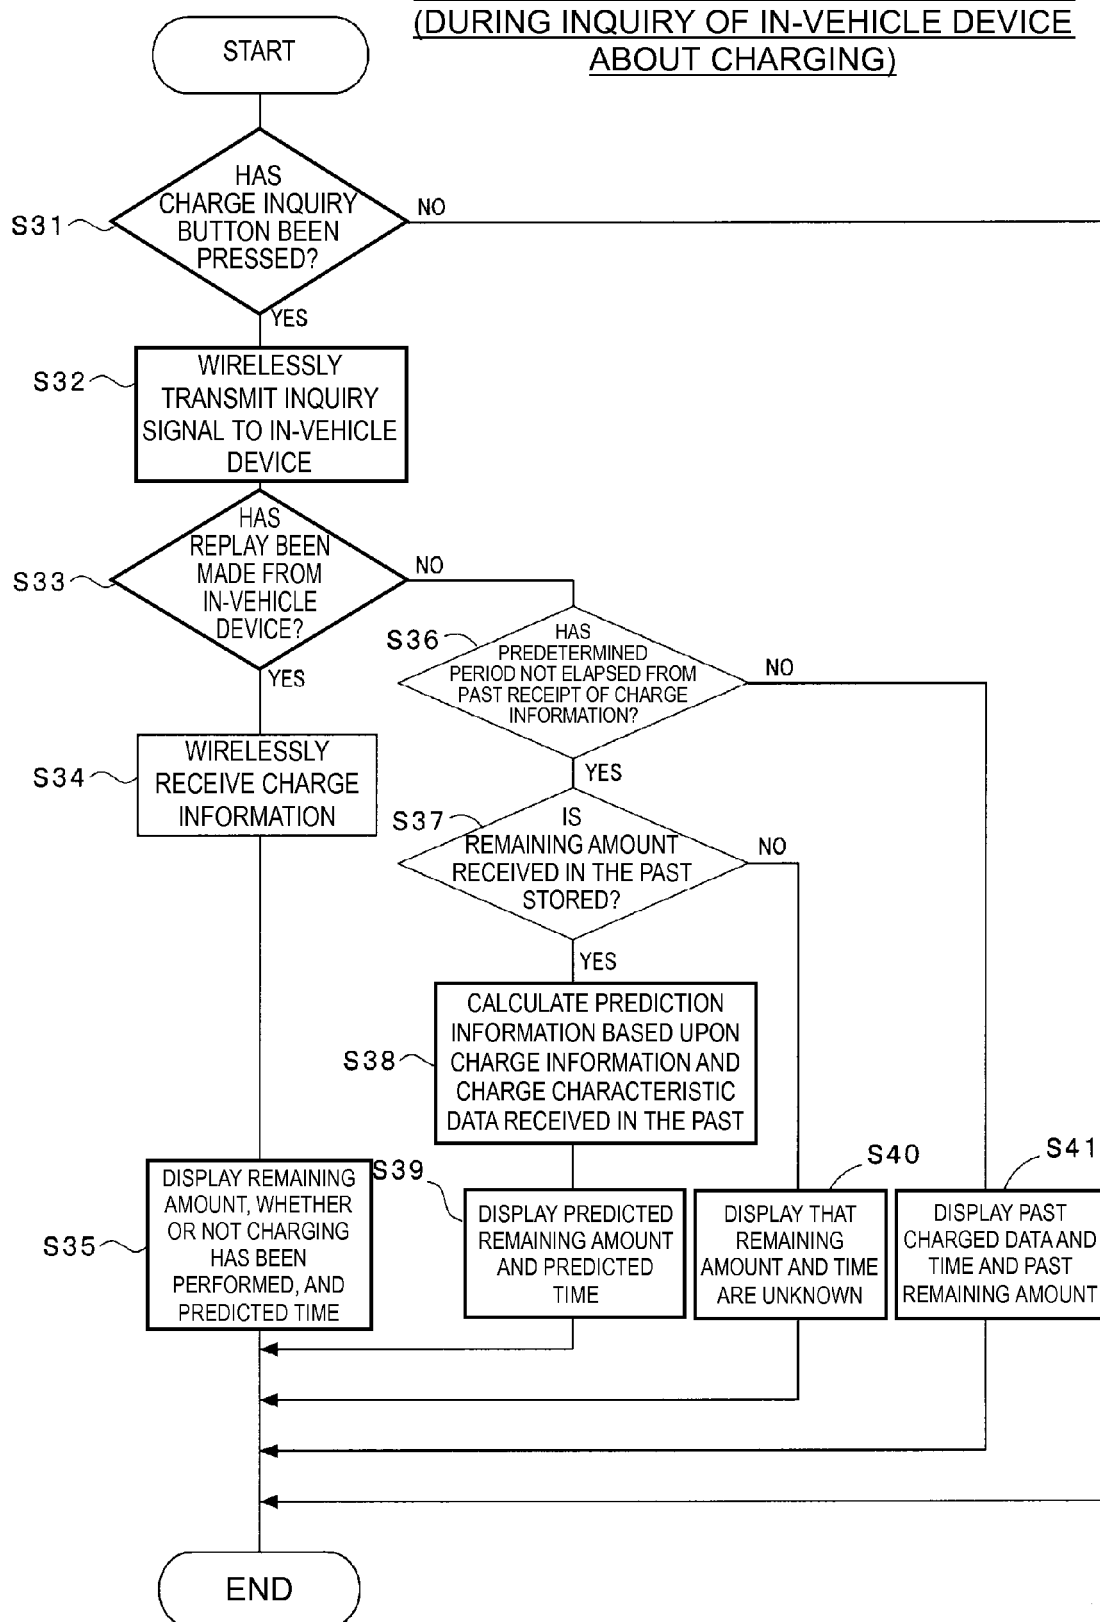 (DURING INQUIRY OF IN-VEHICLE DEVICE
ABOUT CHARGING)
START
HAS
CHARGE INQUIRY
BUTTON BEEN
PRESSED?
S31
NO
YES
S32
WIRELESSLY
TRANSMIT INQUIRY
SIGNAL TO IN-VEHICLE
DEVICE
HAS
REPLAY BEEN
MADE FROM
IN-VEHICLE
DEVICE?
S33
NO
YES
S36
HAS
PREDETERMINED
PERIOD NOT ELAPSED FROM
PAST RECEIPT OF CHARGE
INFORMATION?
NO
YES
S34
WIRELESSLY
RECEIVE CHARGE
INFORMATION
S37
IS
REMAINING AMOUNT
RECEIVED IN THE PAST
STORED?
NO
YES
S38
CALCULATE PREDICTION
INFORMATION BASED UPON
CHARGE INFORMATION AND
CHARGE CHARACTERISTIC
DATA RECEIVED IN THE PAST
S35
DISPLAY REMAINING
AMOUNT, WHETHER
OR NOT CHARGING
HAS BEEN
PERFORMED, AND
PREDICTED TIME
S39
DISPLAY PREDICTED
REMAINING AMOUNT
AND PREDICTED
TIME
S40
DISPLAY THAT
REMAINING
AMOUNT AND TIME
ARE UNKNOWN
S41
DISPLAY PAST
CHARGED DATA AND
TIME AND PAST
REMAINING AMOUNT
END